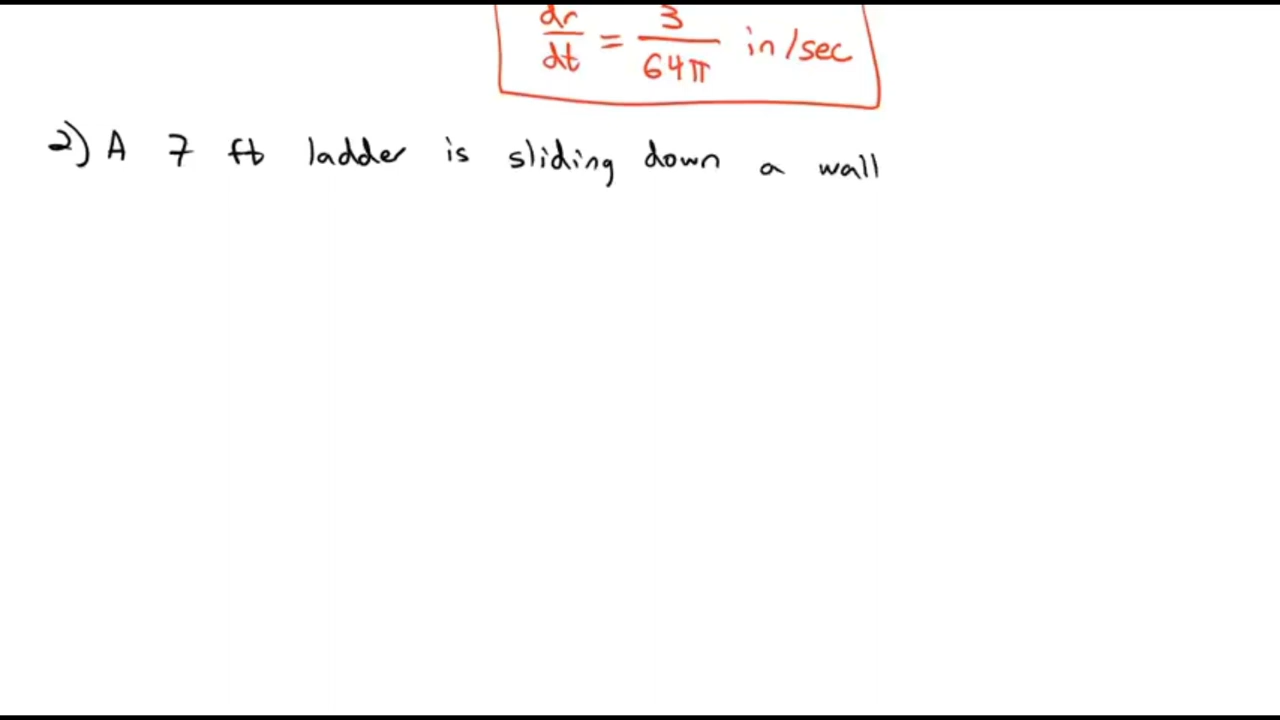 dr/dt = 3/64π in/sec
2) A 7 ft ladder is sliding down a wall